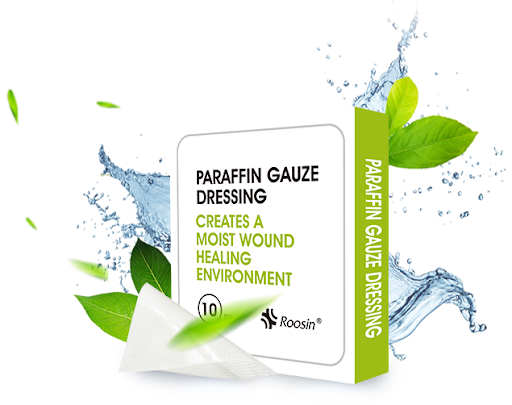 PARAFFIN GAUZE
DRESSING
CREATES A
MOIST WOUND
HEALING
ENVIRONMENT
10
Roosin®
PARAFFIN GAUZE DRESSING